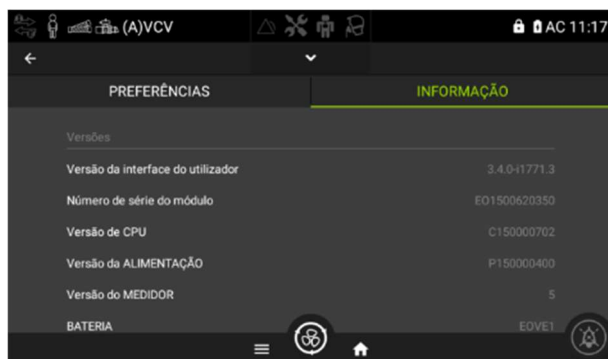 (A)VCV AC 11:17
PREFERÊNCIAS INFORMAÇÃO
Versões
Versão da interface do utilizador 3.4.0-i1771.3
Número de série do módulo EO1500620350
Versão de CPU C150000702
Versão da ALIMENTAÇÃO P150000400
Versão do MEDIDOR 5
BATERIA EOVE1